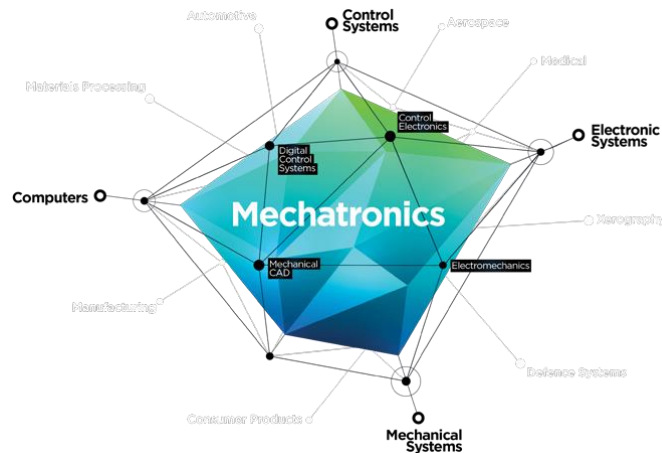 Control
Systems
Automotive
Aerospace
Medical
Materials Processing
Control
Electronics
Electronic
Systems
Digital
Control
Systems
Computers
Mechatronics
Xerography
Mechanical
CAD
Electromechanics
Manufacturing
Defence Systems
Consumer Products
Mechanical
Systems